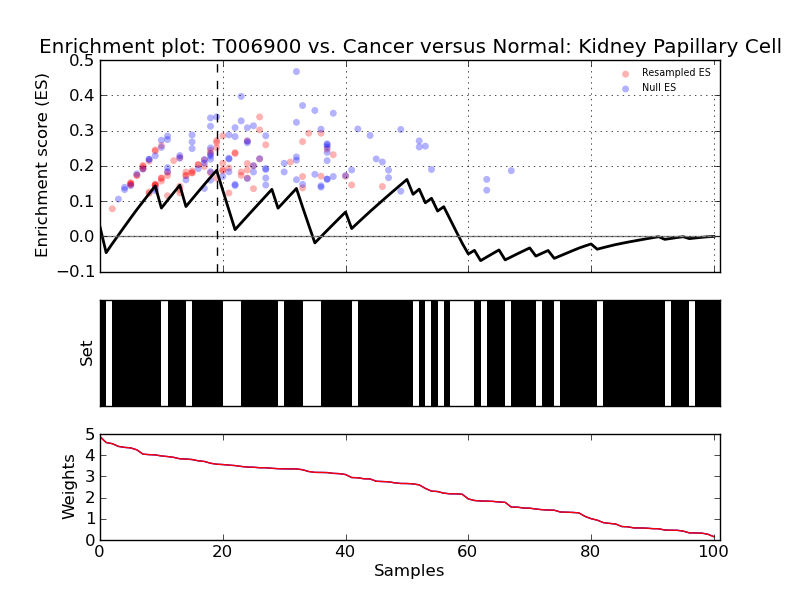 Enrichment plot: T006900 vs. Cancer versus Normal: Kidney Papillary Cell
0.5
0.4
0.3
0.2
0.1
0.0
−0.1
Enrichment score (ES)
Resampled ES
Null ES
Set
5
4
3
2
1
0
Weights
0 20 40 60 80 100
Samples